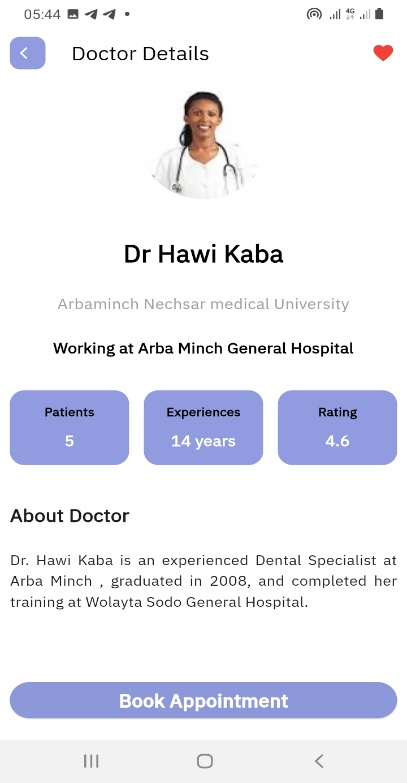 05:44
4G
Doctor Details
Dr Hawi Kaba
Arbaminch Nechsar medical University
Working at Arba Minch General Hospital
Patients Experiences Rating
5 14 years 4.6
About Doctor
Dr. Hawi Kaba is an experienced Dental Specialist at
Arba Minch , graduated in 2008, and completed her
training at Wolayta Sodo General Hospital.
Book Appointment